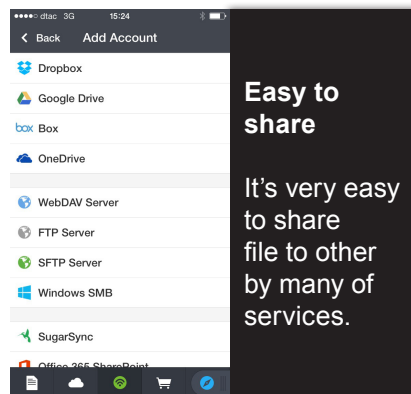 dtac 3G 15:24
Back Add Account
Dropbox
Google Drive
box Box
OneDrive
WebDAV Server
FTP Server
SFTP Server
Windows SMB
SugarSync
Office 365 SharePoint
Easy to
share
It's very easy
to share
file to other
by many of
services.